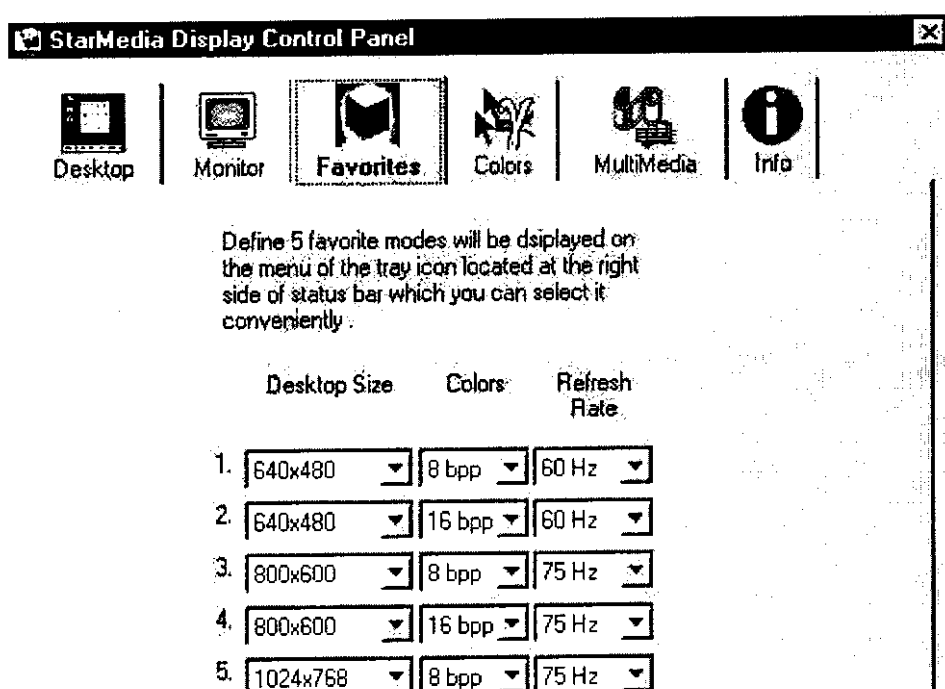 StarMedia Display Control Panel
Desktop Monitor Favorites Colors MultiMedia Info
Define 5 favorite modes will be dsiplayed on
the menu of the tray icon located at the right
side of status bar which you can select it
conveniently .
Desktop Size Colors Refresh
Rate
1. 640x480 8 bpp 60 Hz
2. 640x480 16 bpp 60 Hz
3. 800x600 8 bpp 75 Hz
4. 800x600 16 bpp 75 Hz
5. 1024x768 8 bpp 75 Hz